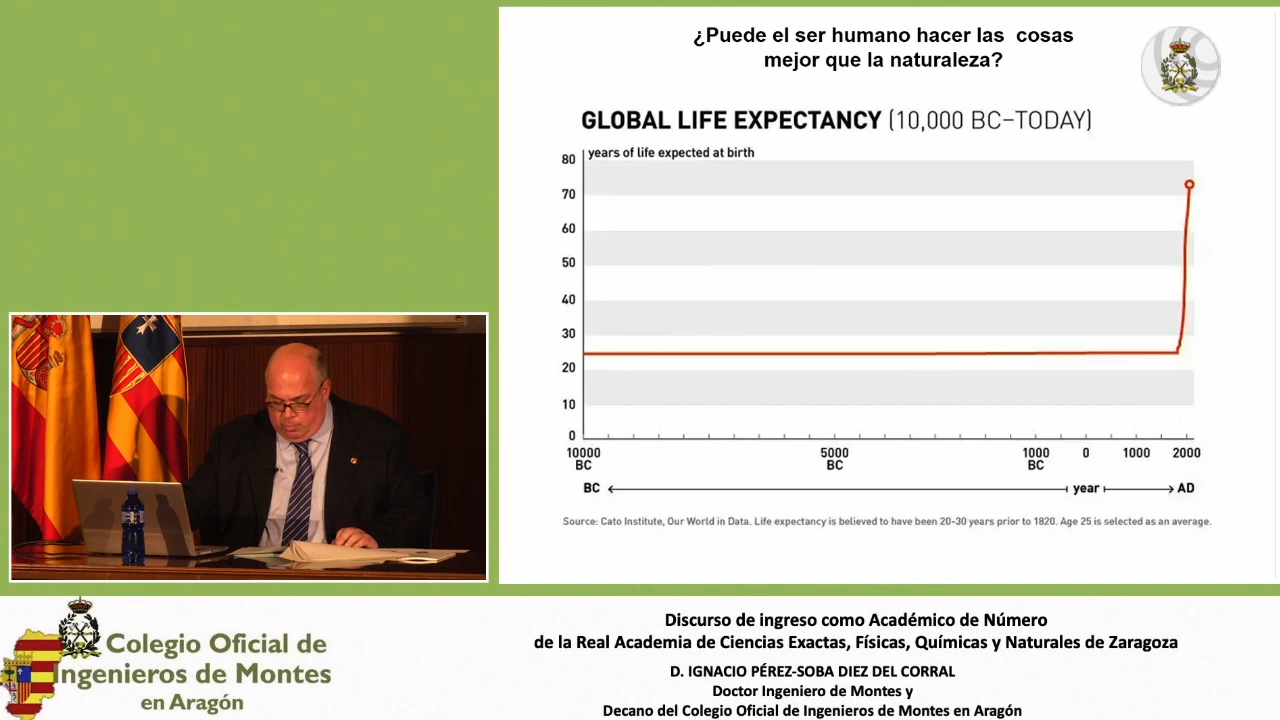 ¿Puede el ser humano hacer las cosas
mejor que la naturaleza?
GLOBAL LIFE EXPECTANCY (10,000 BC–TODAY)
years of life expected at birth
80
70
60
50
40
30
20
10
0
10000 BC
5000 BC
1000 BC
0
1000
2000
BC
year
AD
Source: Cato Institute, Our World in Data. Life expectancy is believed to have been 20-30 years prior to 1820. Age 25 is selected as an average.
Colegio Oficial de
Ingenieros de Montes
en Aragón
Discurso de ingreso como Académico de Número
de la Real Academia de Ciencias Exactas, Físicas, Químicas y Naturales de Zaragoza
D. IGNACIO PÉREZ-SOBA DIEZ DEL CORRAL
Doctor Ingeniero de Montes y
Decano del Colegio Oficial de Ingenieros de Montes en Aragón